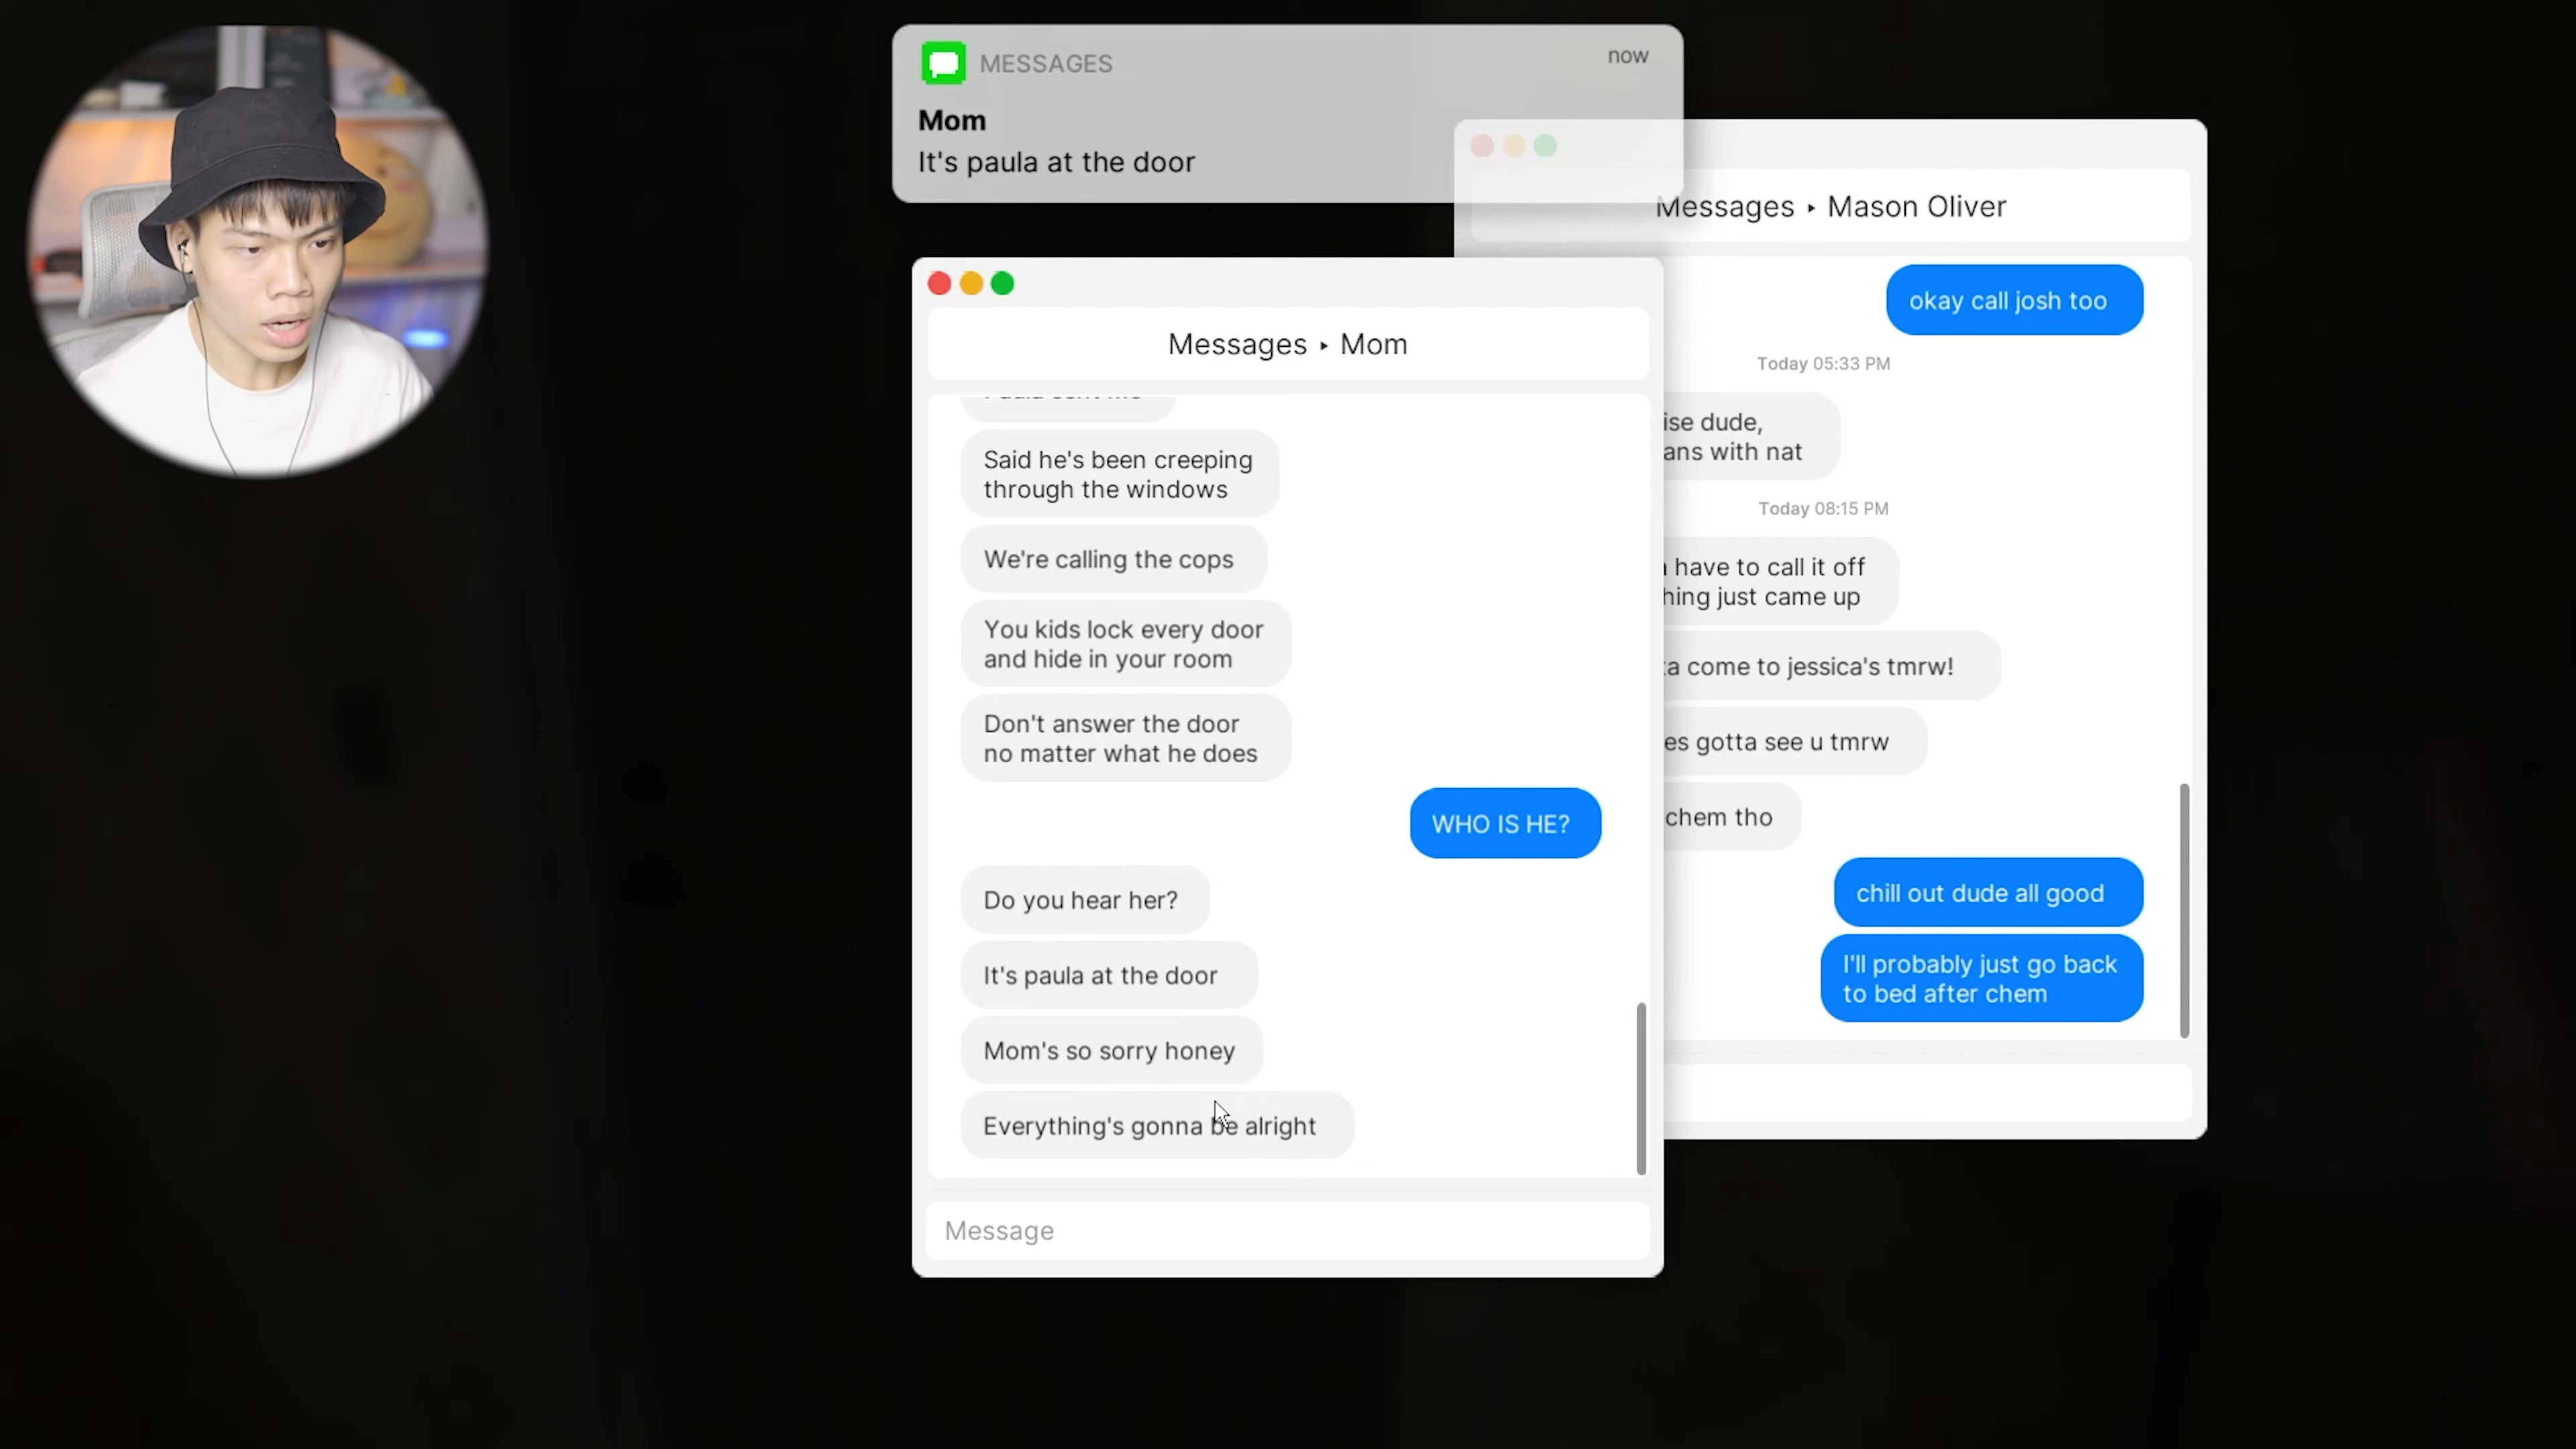 MESSAGES
now
Mom
It's paula at the door
Messages ▸ Mason Oliver
okay call josh too
Today 05:33 PM
dude,
with nat
Today 08:15 PM
have to call it off
just came up
come to jessica's tmrw!
gotta see u tmrw
chem tho
chill out dude all good
I'll probably just go back
to bed after chem
Messages ▸ Mom
Said he's been creeping
through the windows
We're calling the cops
You kids lock every door
and hide in your room
Don't answer the door
no matter what he does
WHO IS HE?
Do you hear her?
It's paula at the door
Mom's so sorry honey
Everything's gonna be alright
Message